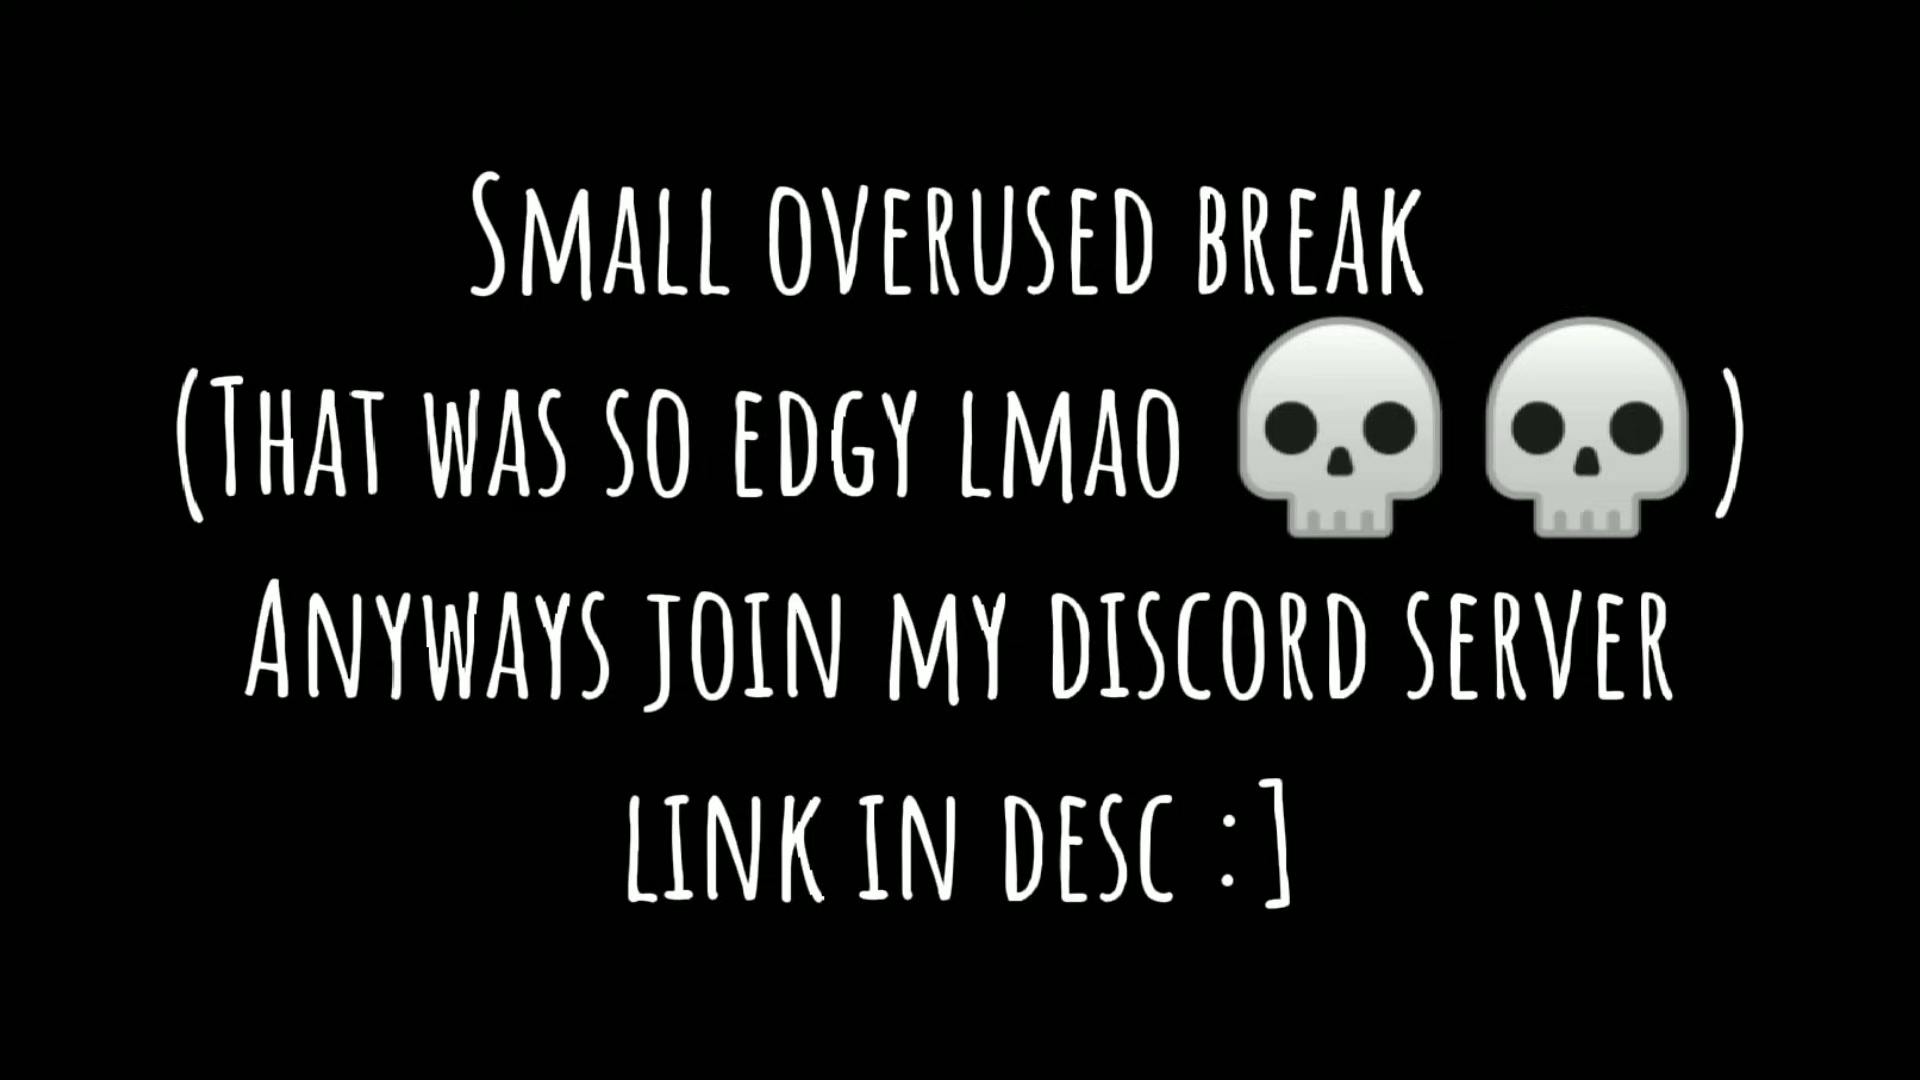 Small overused break
(That was so edgy lmao 💀💀)
Anyways join my discord server
link in desc :]